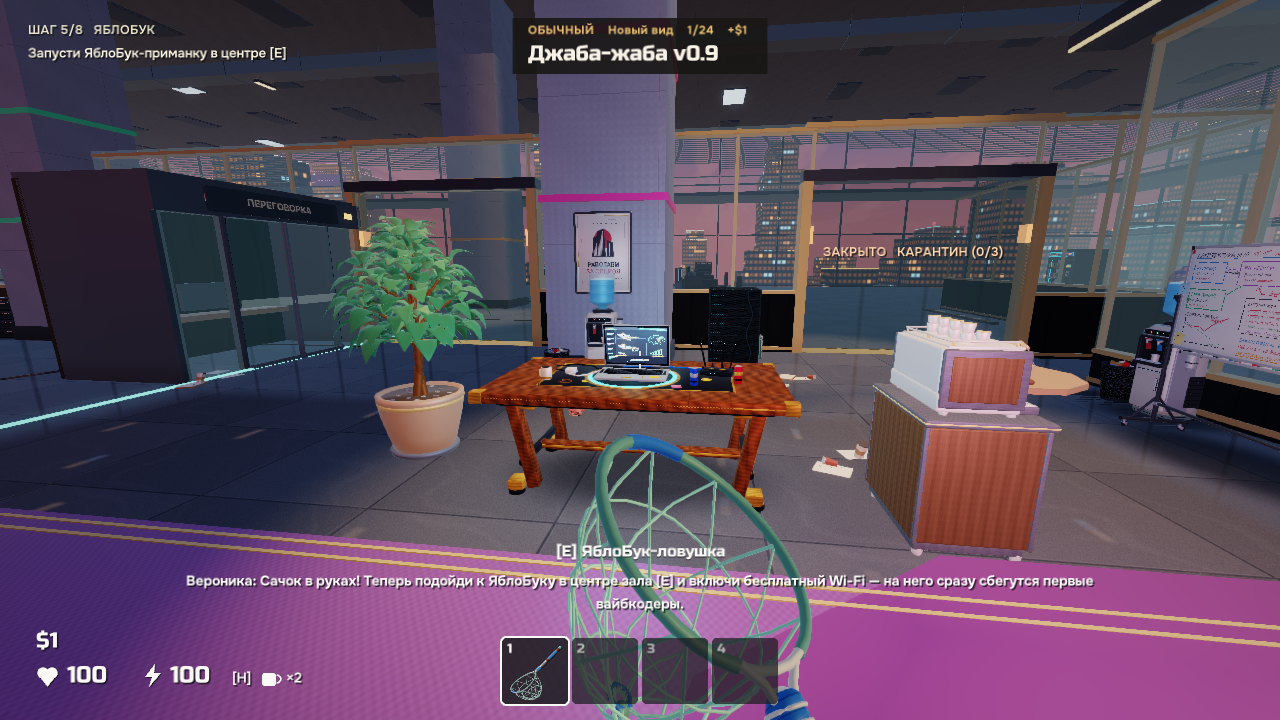 ШАГ 5/8 ЯБЛОБУК
Запусти ЯблоБук-приманку в центре [E]
ОБЫЧНЫЙ Новый вид 1/24 +$1
Джаба-жаба v0.9
ПЕРЕГОВОРКА
РАБОТАЕМ
ЗАКРЫТО КАРАНТИН (0/3)
[E] ЯблоБук-ловушка
Вероника: Сачок в руках! Теперь подойди к ЯблоБуку в центре зала [E] и включи бесплатный Wi-Fi — на него сразу сбегутся первые
вайбкодеры.
$1
100 100 [H] ×2
1 2 3 4